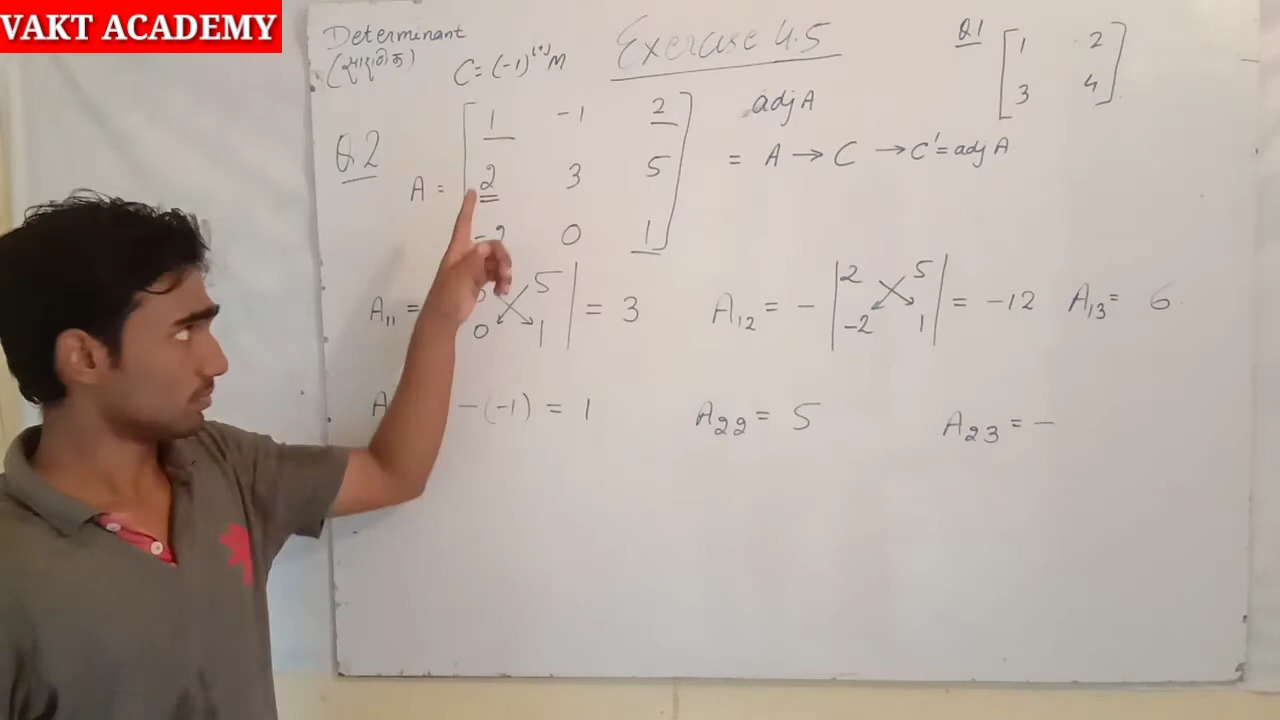 VAKT ACADEMY
Determinant
(सारणिक)
C = (-1)^{i+j} M
Exercise 4.5
Q1 [1 2
3 4]
Q.2
A = [1 -1 2
2 3 5
-2 0 1]
adj A
= A → C → C' = adj A
A₁₁ = 5 | = 3
0 1
A₁₂ = - |2 5| = -12
|-2 1|
A₁₃ = 6
A -(-1) = 1
A₂₂ = 5
A₂₃ = -